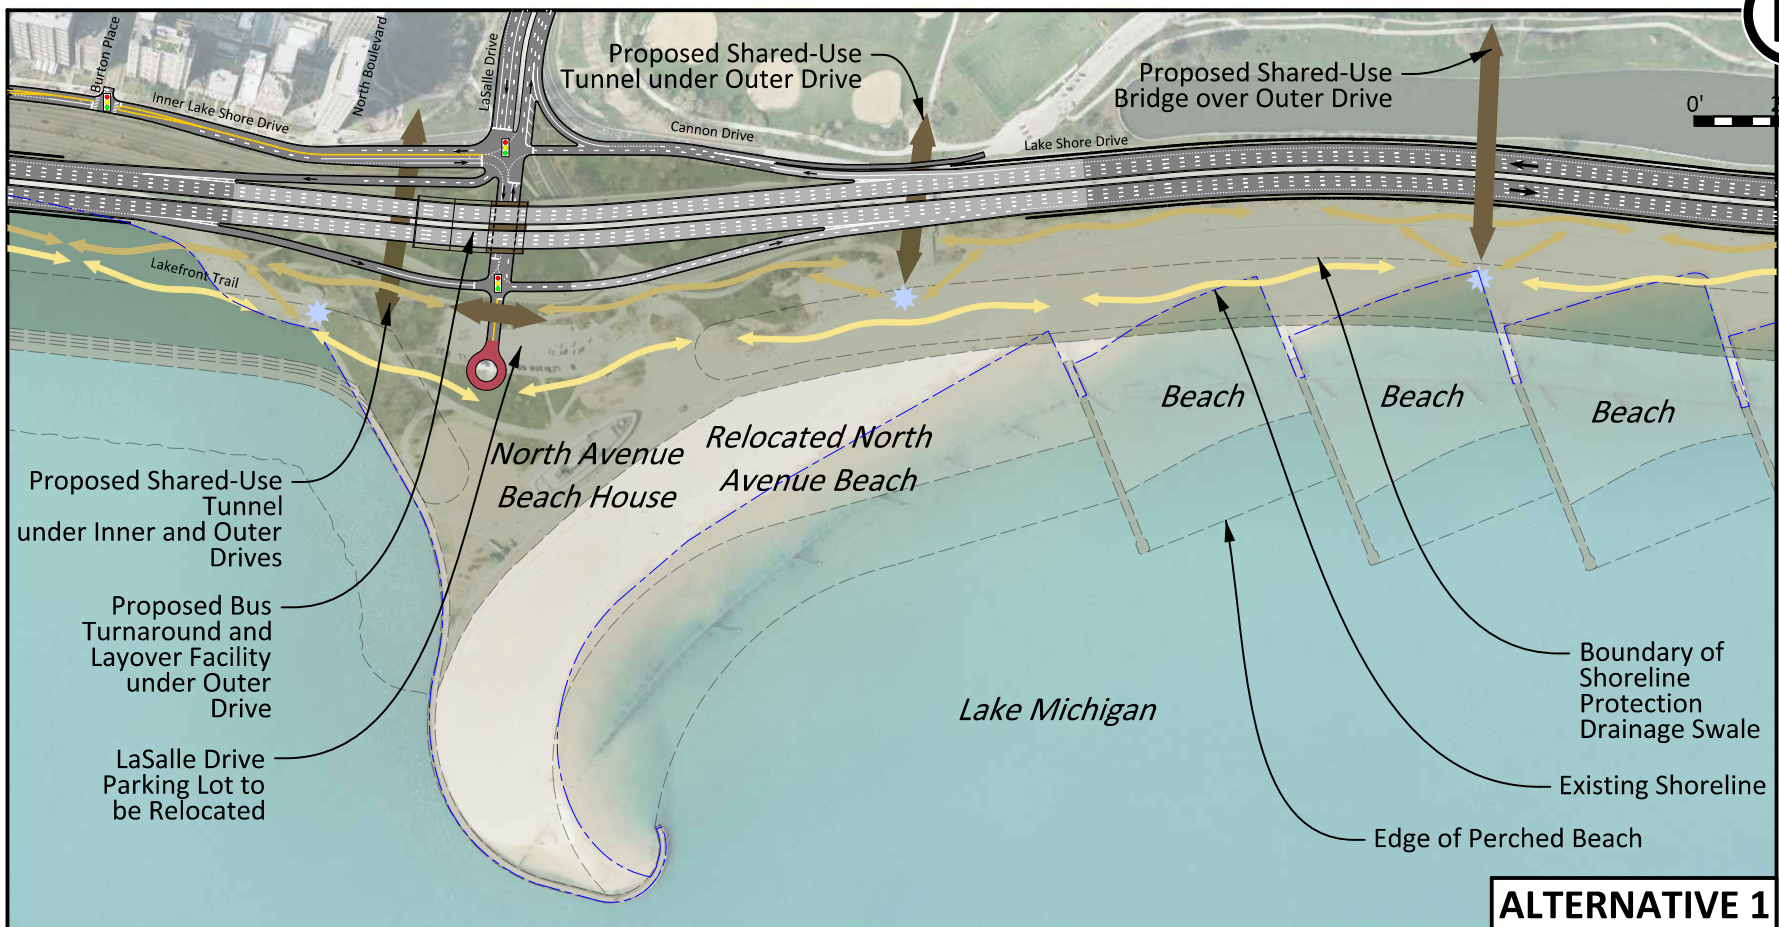 Burton Place
Inner Lake Shore Drive
North Boulevard
LaSalle Drive
Proposed Shared-Use
Tunnel under Outer Drive
Cannon Drive
Lake Shore Drive
Proposed Shared-Use
Bridge over Outer Drive
0'
Lakefront Trail
North Avenue
Beach House
Relocated North
Avenue Beach
Beach
Beach
Beach
Proposed Shared-Use
Tunnel
under Inner and Outer
Drives
Proposed Bus
Turnaround and
Layover Facility
under Outer
Drive
LaSalle Drive
Parking Lot to
be Relocated
Lake Michigan
Boundary of
Shoreline
Protection
Drainage Swale
Existing Shoreline
Edge of Perched Beach
ALTERNATIVE 1